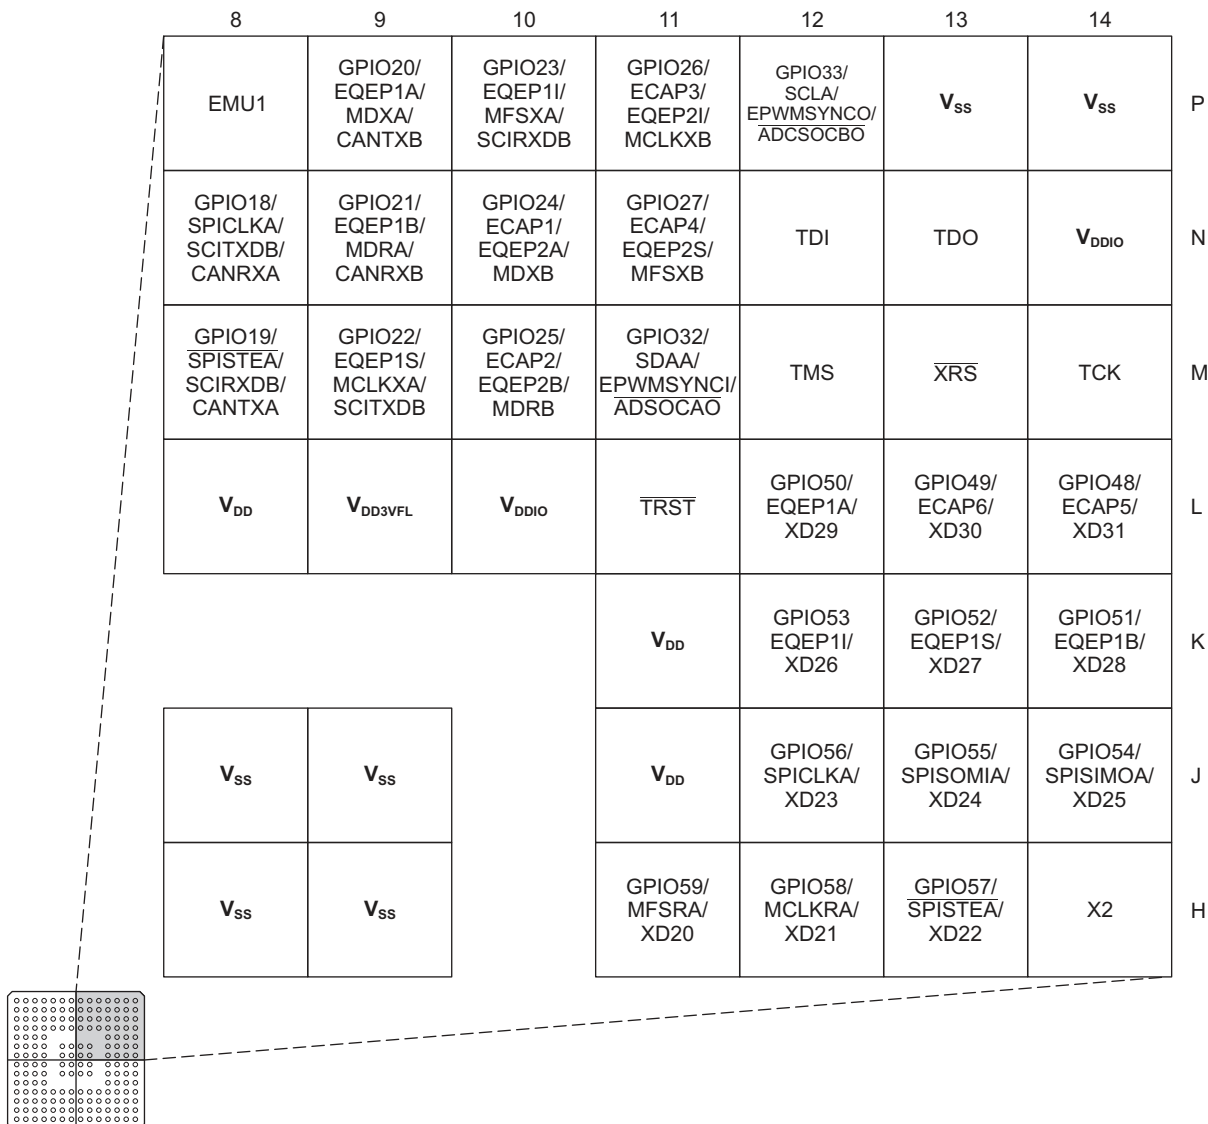 8 9 10 11 12 13 14
EMU1
GPIO20/
EQEP1A/
MDXA/
CANTXB
GPIO23/
EQEP1I/
MFSXA/
SCIRXDB
GPIO26/
ECAP3/
EQEP2I/
MCLKXB
GPIO33/
SCLA/
EPWMSYNCO/
ADCSOCBO
VSS
VSS
P
GPIO18/
SPICLKA/
SCITXDB/
CANRXA
GPIO21/
EQEP1B/
MDRA/
CANRXB
GPIO24/
ECAP1/
EQEP2A/
MDXB
GPIO27/
ECAP4/
EQEP2S/
MFSXB
TDI
TDO
VDDIO
N
GPIO19/
SPISTEA/
SCIRXDB/
CANTXA
GPIO22/
EQEP1S/
MCLKXA/
SCITXDB
GPIO25/
ECAP2/
EQEP2B/
MDRB
GPIO32/
SDAA/
EPWMSYNCI/
ADSOCAO
TMS
XRS
TCK
M
VDD
VDD3VFL
VDDIO
TRST
GPIO50/
EQEP1A/
XD29
GPIO49/
ECAP6/
XD30
GPIO48/
ECAP5/
XD31
L
VDD
GPIO53
EQEP1I/
XD26
GPIO52/
EQEP1S/
XD27
GPIO51/
EQEP1B/
XD28
K
VSS
VSS
VDD
GPIO56/
SPICLKA/
XD23
GPIO55/
SPISOMIA/
XD24
GPIO54/
SPISIMOA/
XD25
J
VSS
VSS
GPIO59/
MFSRA/
XD20
GPIO58/
MCLKRA/
XD21
GPIO57/
SPISTEA/
XD22
X2
H